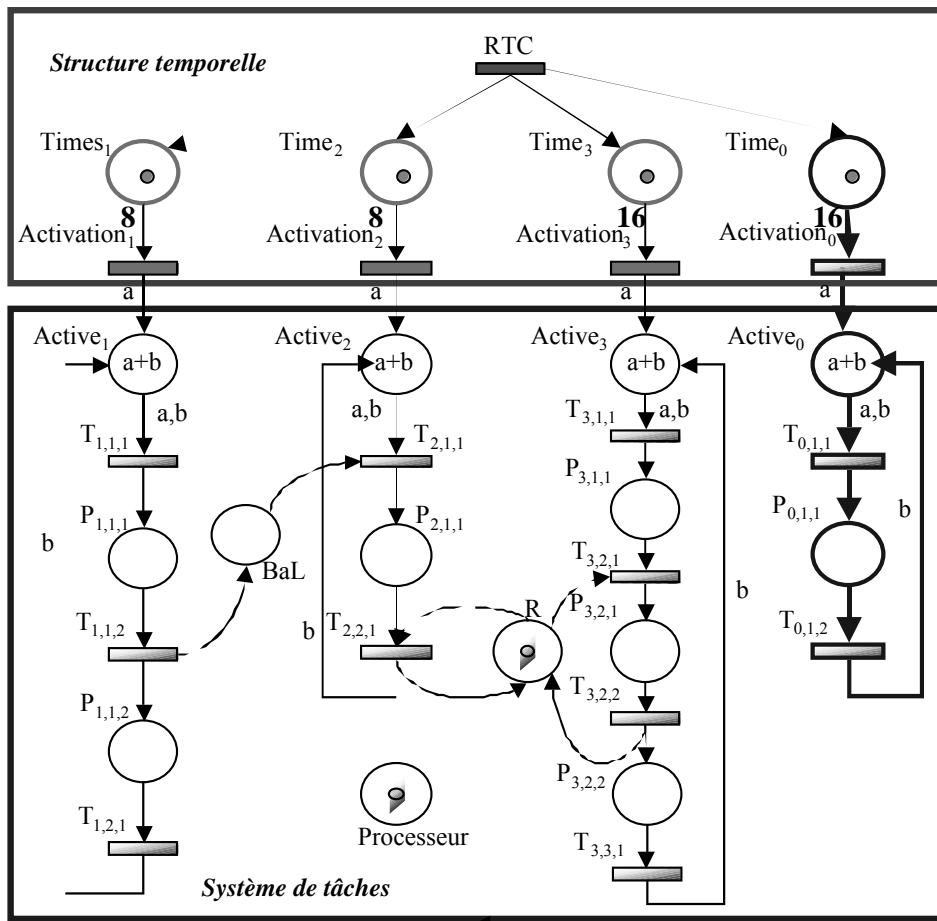 RTC
Structure temporelle
Times1
Time2
Time3
Time0
8
8
16
16
Activation1
Activation2
Activation3
Activation0
a
a
a
a
Active1
Active2
Active3
Active0
a+b
a+b
a+b
a+b
a,b
a,b
a,b
a,b
T1,1,1
T2,1,1
T3,1,1
T0,1,1
P1,1,1
P2,1,1
P3,1,1
P0,1,1
b
BaL
b
T3,2,1
R
P3,2,1
b
T1,1,2
b
T2,2,1
T0,1,2
P1,1,2
T3,2,2
P3,2,2
T1,2,1
Processeur
T3,3,1
Système de tâches